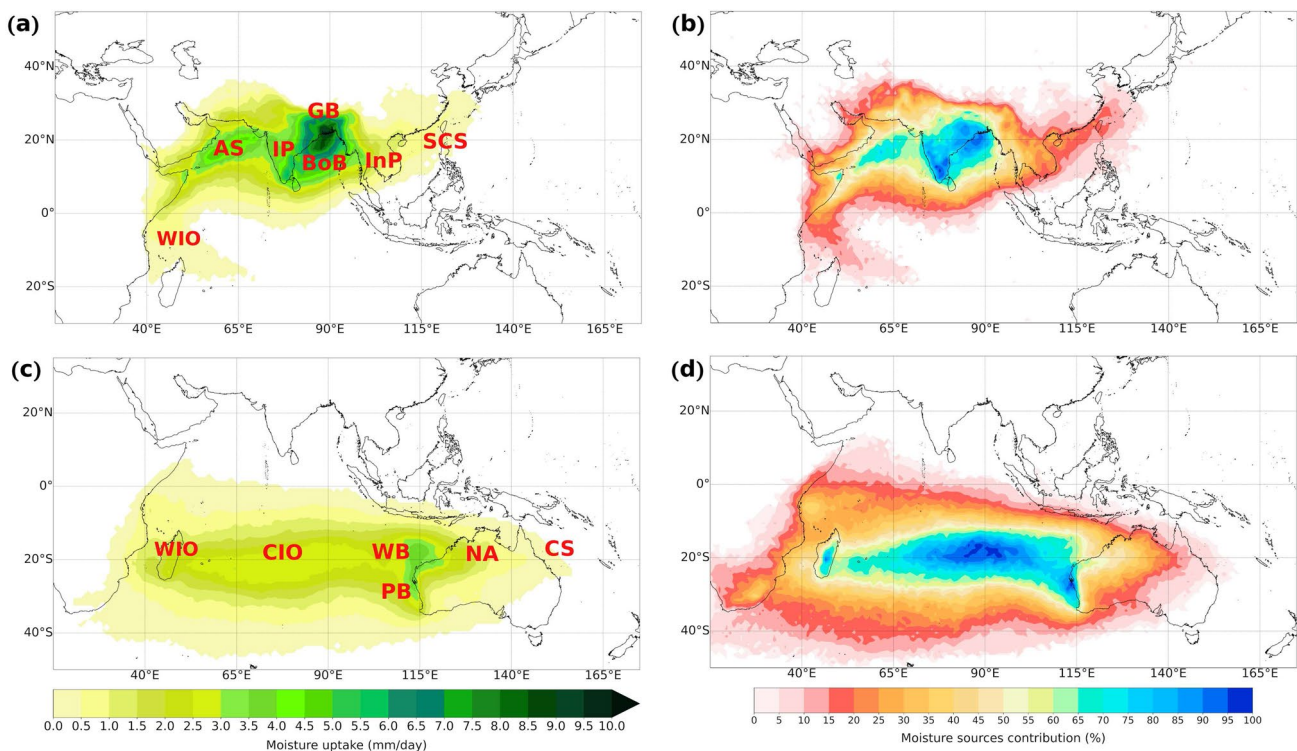 (a)
40°N
20°N
0°
20°S
GB
AS
IP
BoB
InP
SCS
WIO
40°E
65°E
90°E
115°E
140°E
165°E
(b)
40°N
20°N
0°
20°S
40°E
65°E
90°E
115°E
140°E
165°E
(c)
20°N
0°
20°S
40°S
WIO
CIO
WB
NA
CS
PB
40°E
65°E
90°E
115°E
140°E
165°E
(d)
20°N
0°
20°S
40°S
40°E
65°E
90°E
115°E
140°E
165°E
0.0 0.5 1.0 1.5 2.0 2.5 3.0 3.5 4.0 4.5 5.0 5.5 6.0 6.5 7.0 7.5 8.0 8.5 9.0 9.5 10.0
Moisture uptake (mm/day)
0 5 10 15 20 25 30 35 45 50 55 60 65 70 75 80 85 90 95 100
Moisture sources contribution (%)